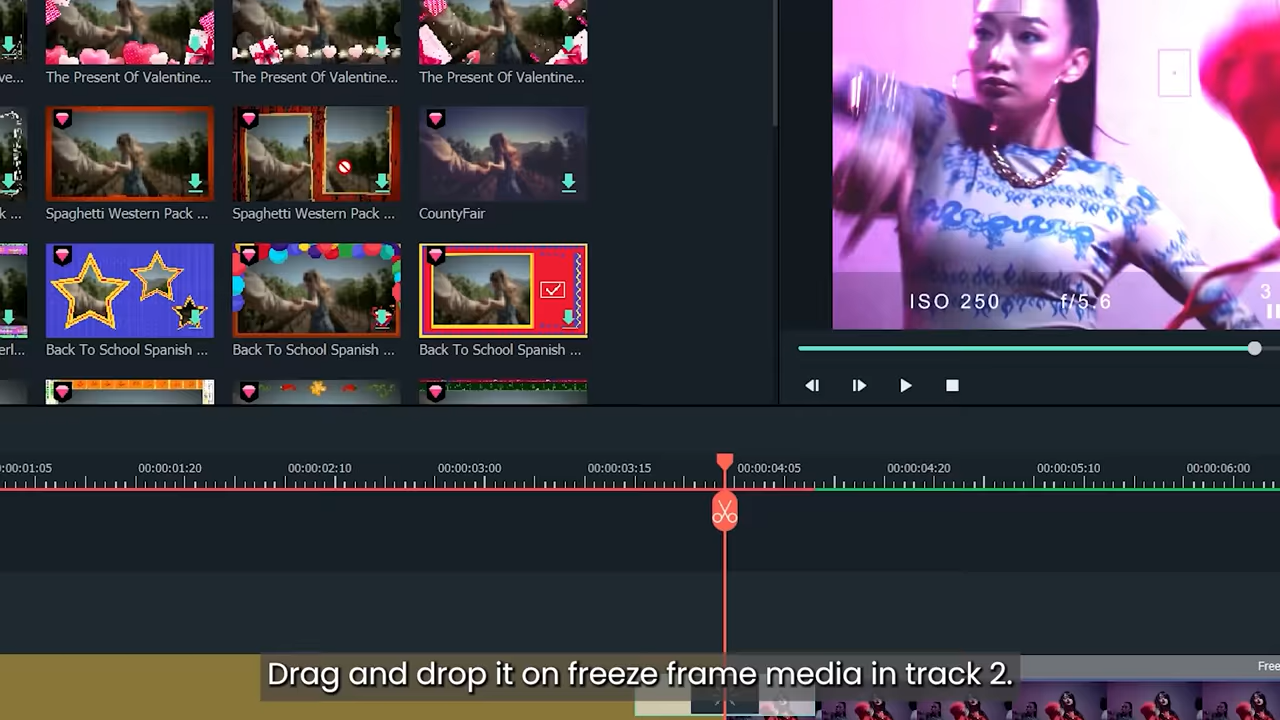 ve...
The Present Of Valentine...
The Present Of Valentine...
The Present Of Valentine...
k ...
Spaghetti Western Pack ...
Spaghetti Western Pack ...
CountyFair
erl...
Back To School Spanish ...
Back To School Spanish ...
Back To School Spanish ...
ISO 250
f/5.6
3
:00:01:05
00:00:01:20
00:00:02:10
00:00:03:00
00:00:03:15
00:00:04:05
00:00:04:20
00:00:05:10
00:00:06:00
Free
Drag and drop it on freeze frame media in track 2.